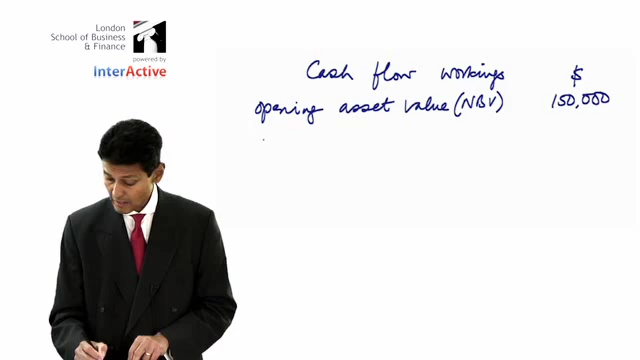 London
School of Business
& Finance
powered by
InterActive
Cash flow workings $
opening asset value (NBV) 150,000